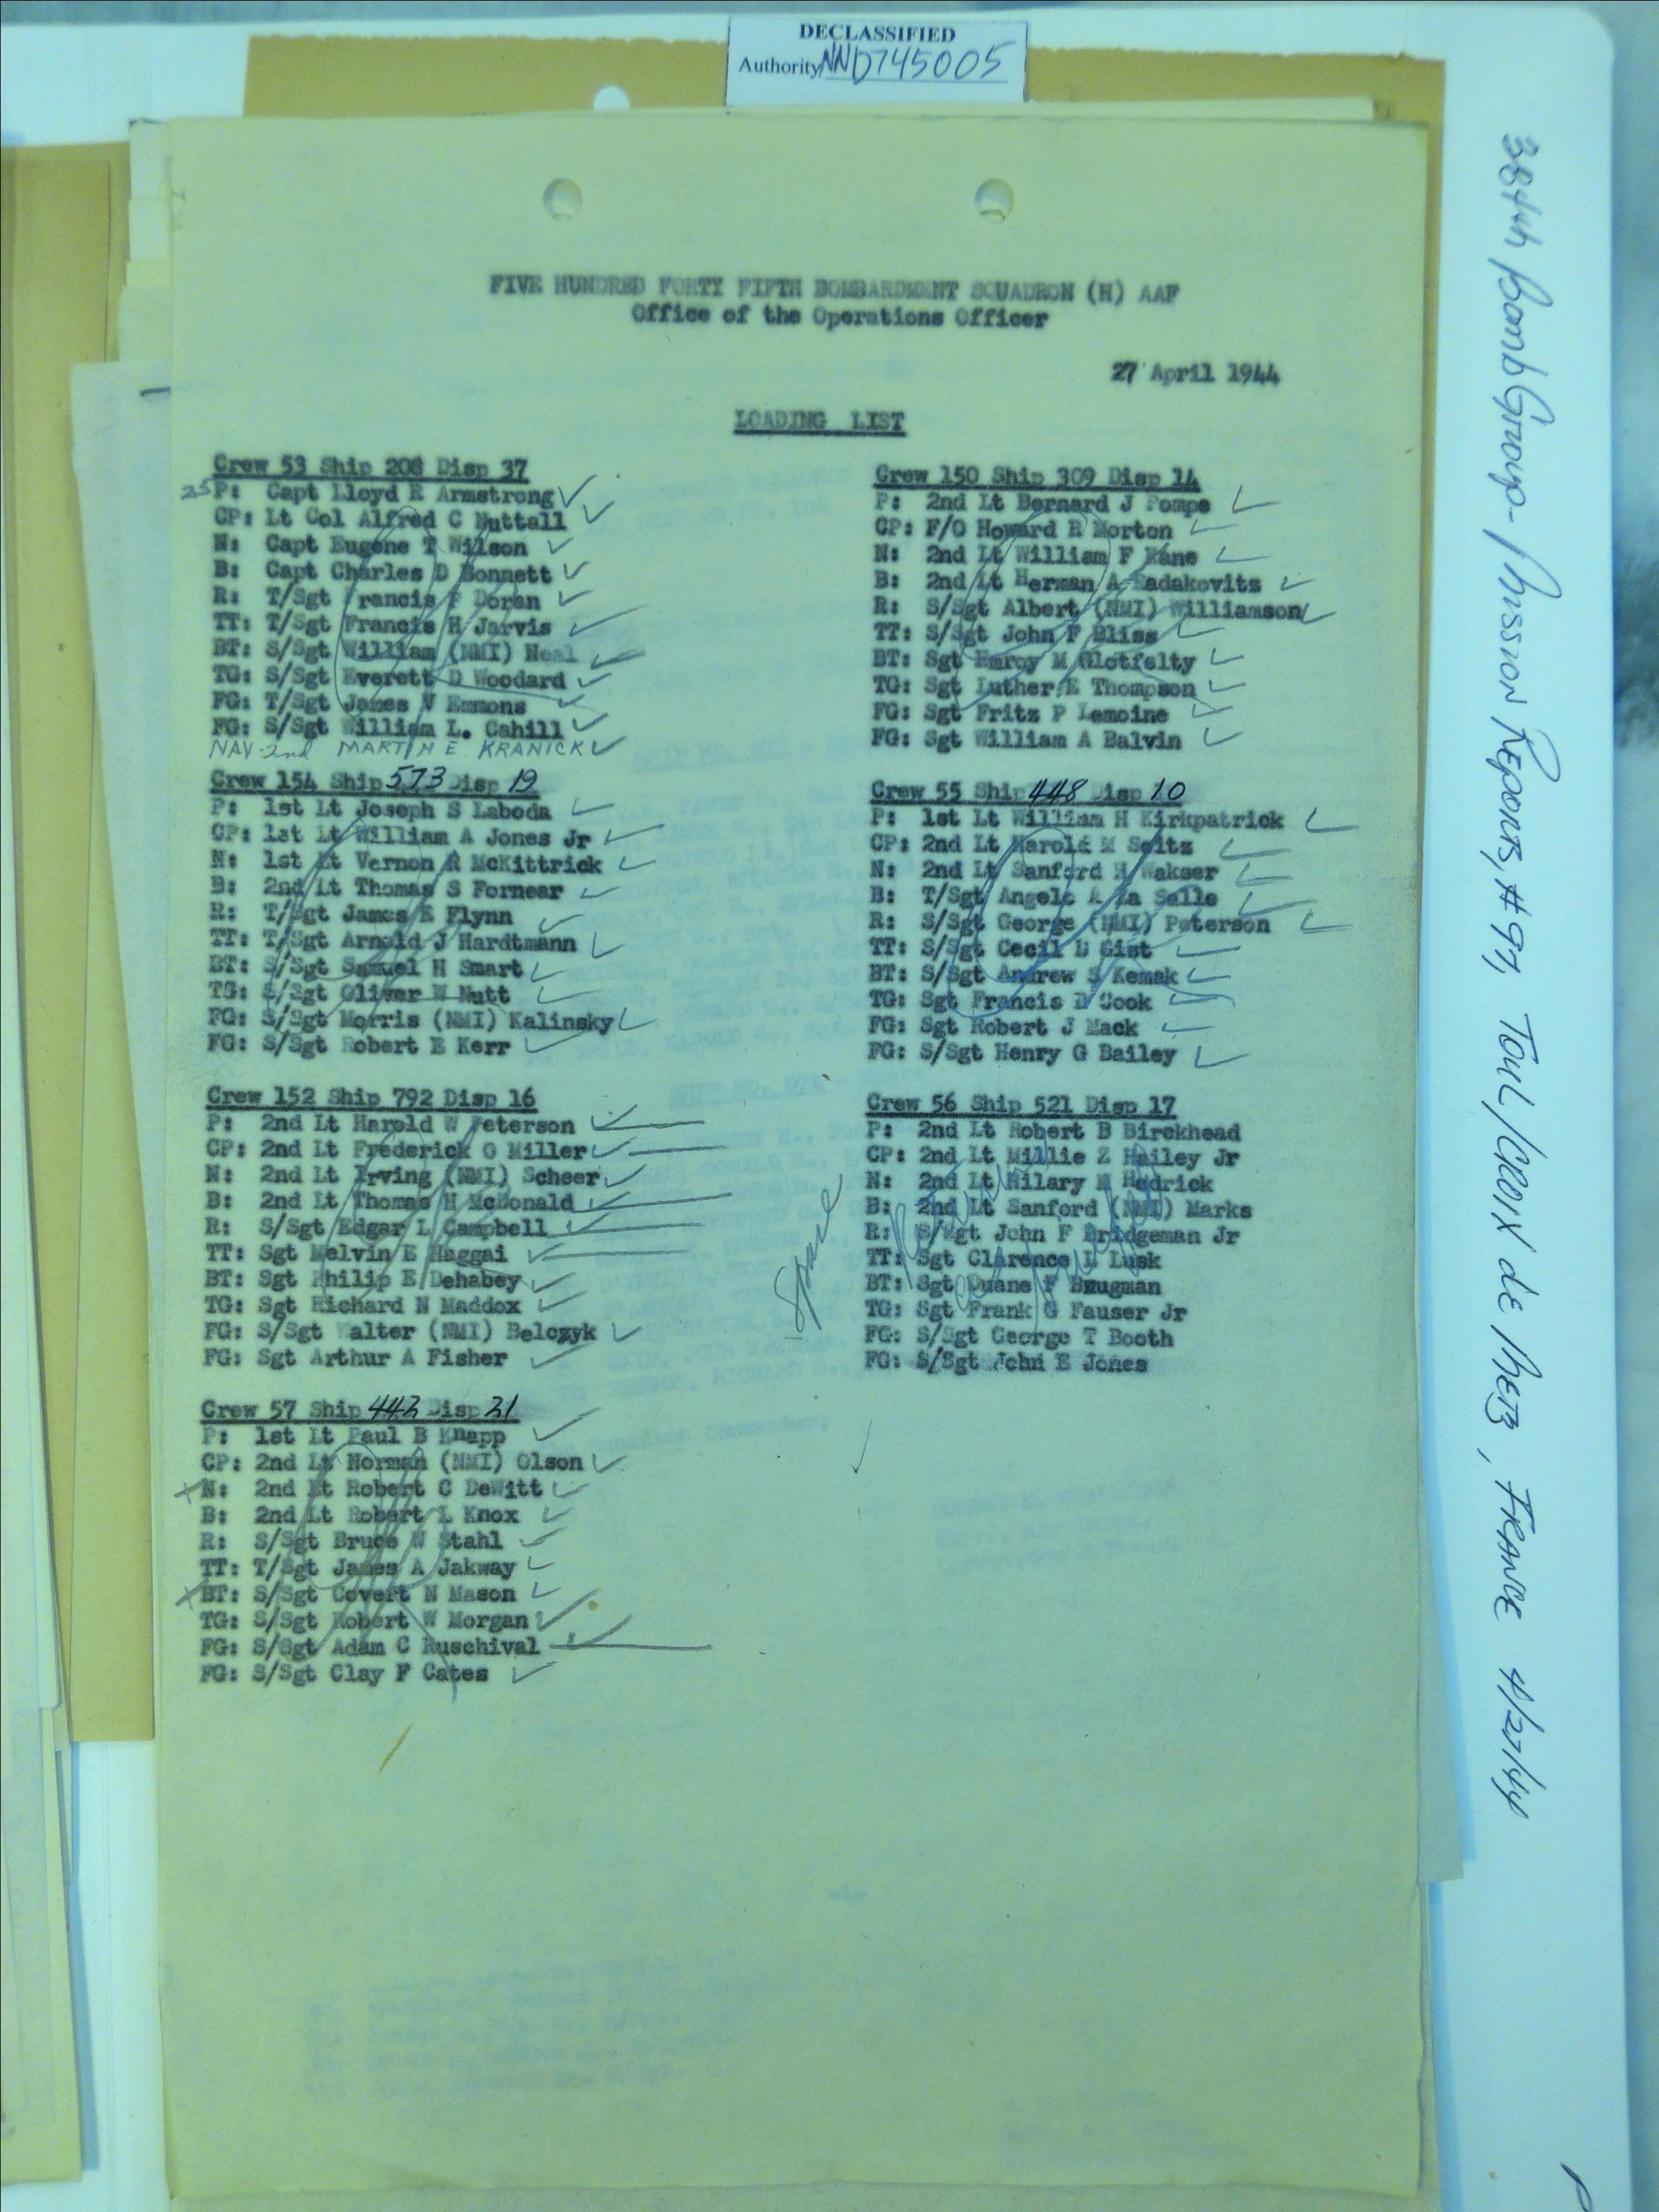 DECLASSIFIED
Authority NND745005
FIVE HUNDRED FORTY FIFTH BOMBARDMENT SQUADRON (H) AAF
Office of the Operations Officer
27 April 1944
LOADING LIST
Crew 53 Ship 208 Disp 37
25 P: Capt Lloyd E Armstrong
CP: Lt Col Alfred C Nuttall
N: Capt Eugene T Wilson
B: Capt Charles D Bonnett
R: T/Sgt Francis P Doran
TT: T/Sgt Francis H Jarvis
BT: S/Sgt William (NMI) Neal
TG: S/Sgt Everett D Woodard
FG: T/Sgt James V Emmons
FG: S/Sgt William L. Cahill
NAV-2nd MARTIN E. KRANICK
Crew 154 Ship 573 Disp 19
P: 1st Lt Joseph S Laboda
CP: 1st Lt William A Jones Jr
N: 1st Lt Vernon R McKittrick
B: 2nd Lt Thomas S Fornear
R: T/Sgt James E Flynn
TT: T/Sgt Arnold J Hardtmann
BT: S/Sgt Samuel H Smart
TG: S/Sgt Oliver W Nutt
FG: S/Sgt Morris (NMI) Kalinsky
FG: S/Sgt Robert E Kerr
Crew 152 Ship 792 Disp 16
P: 2nd Lt Harold W Peterson
CP: 2nd Lt Frederick O Miller
N: 2nd Lt Irving (NMI) Scheer
B: 2nd Lt Thomas H McDonald
R: S/Sgt Edgar L Campbell
TT: Sgt Melvin E Haggai
BT: Sgt Philip E Dehabey
TG: Sgt Richard N Maddox
FG: S/Sgt Walter (NMI) Belczyk
FG: Sgt Arthur A Fisher
Crew 57 Ship 442 Disp 21
P: 1st Lt Paul B Knapp
CP: 2nd Lt Norman (NMI) Olson
N: 2nd Lt Robert C DeWitt
B: 2nd Lt Robert L Knox
R: S/Sgt Bruce W Stahl
TT: T/Sgt James A Jakway
BT: S/Sgt Covert N Mason
TG: S/Sgt Robert W Morgan
FG: S/Sgt Adam C Ruschival
FG: S/Sgt Clay F Cates
Crew 150 Ship 309 Disp 14
P: 2nd Lt Bernard J Pompe
CP: F/O Howard R Morton
N: 2nd Lt William F Kane
B: 2nd Lt Herman A Radakovitz
R: S/Sgt Albert (NMI) Williamson
TT: S/Sgt John F Bliss
BT: Sgt Emroy M Glotfelty
TG: Sgt Luther E Thompson
FG: Sgt Fritz P Lemoine
FG: Sgt William A Balvin
Crew 55 Ship 448 Disp 10
P: 1st Lt William H Kirkpatrick
CP: 2nd Lt Harold M Seitz
N: 2nd Lt Sanford H Wakser
B: T/Sgt Angelo A La Salle
R: S/Sgt George (NMI) Peterson
TT: S/Sgt Cecil B Gist
BT: S/Sgt Andrew S Kemak
TG: Sgt Francis D Cook
FG: Sgt Robert J Mack
FG: S/Sgt Henry G Bailey
Spare
Crew 56 Ship 521 Disp 17
P: 2nd Lt Robert B Birckhead
CP: 2nd Lt Millie Z Hailey Jr
N: 2nd Lt Hilary M Hedrick
B: 2nd Lt Sanford (NMI) Marks
R: S/Sgt John F Bridgeman Jr
TT: Sgt Clarence L Lusk
BT: Sgt Duane F Brugman
TG: Sgt Frank G Fauser Jr
FG: S/Sgt George T Booth
FG: S/Sgt John E Jones
384th Bomb Group - Mission Reports, #97, Toul/Croix de Metz, FRANCE 4/27/44